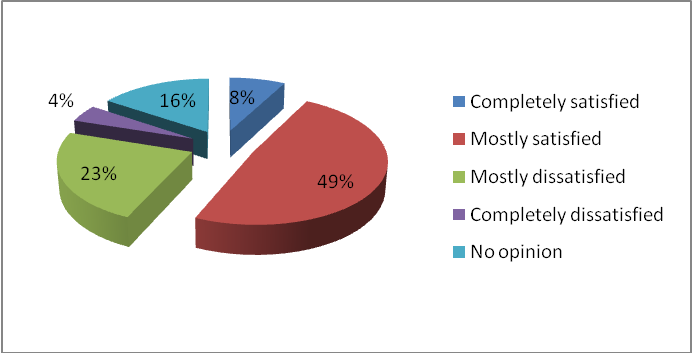 8%
49%
23%
4%
16%
Completely satisfied
Mostly satisfied
Mostly dissatisfied
Completely dissatisfied
No opinion